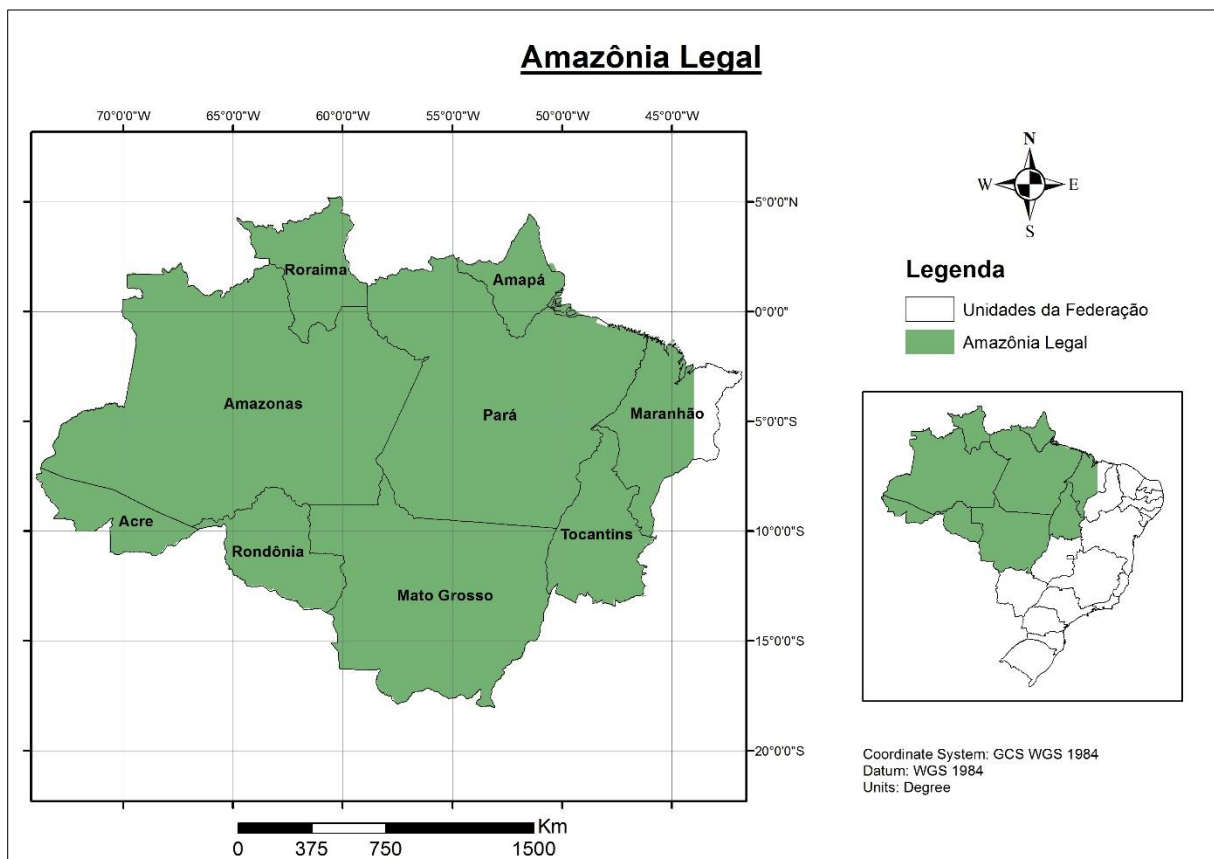 Amazônia Legal
70°0'0"W 65°0'0"W 60°0'0"W 55°0'0"W 50°0'0"W 45°0'0"W
N
W E
S
5°0'0"N
Roraima
Amapá
Legenda
0°0'0"
Unidades da Federação
Amazônia Legal
Amazonas
Pará
Maranhão
5°0'0"S
Acre
Rondônia
Tocantins
10°0'0"S
Mato Grosso
15°0'0"S
20°0'0"S
Coordinate System: GCS WGS 1984
Datum: WGS 1984
Units: Degree
Km
0 375 750 1500